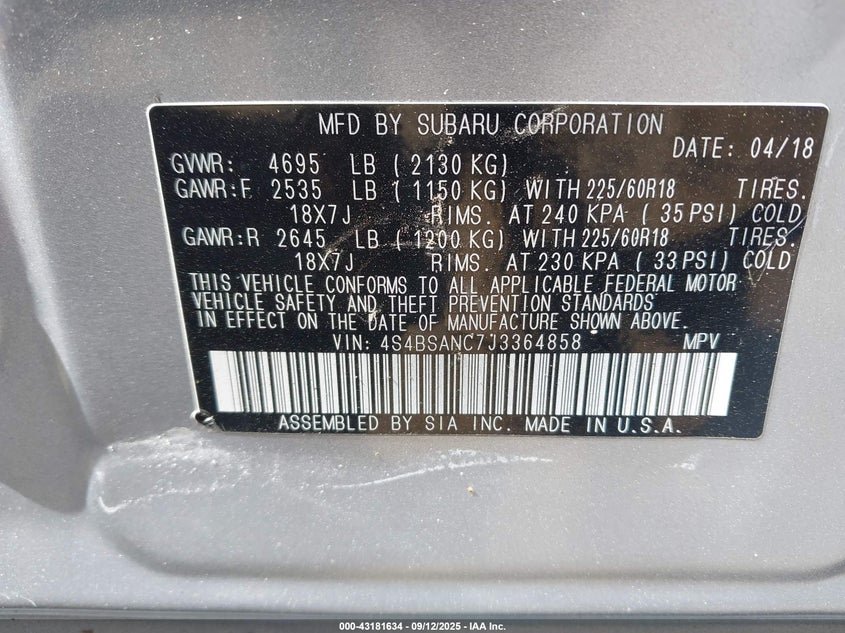 MFD BY SUBARU CORPORATION
DATE: 04/18
GVWR: 4695 LB ( 2130 KG)
GAWR:F 2535 LB ( 1150 KG) WITH 225/60R18 TIRES.
18X7J RIMS. AT 240 KPA ( 35 PSI) COLD
GAWR:R 2645 LB ( 1200 KG) WITH 225/60R18 TIRES.
18X7J RIMS. AT 230 KPA ( 33 PSI) COLD
THIS VEHICLE CONFORMS TO ALL APPLICABLE FEDERAL MOTOR
VEHICLE SAFETY AND THEFT PREVENTION STANDARDS
IN EFFECT ON THE DATE OF MANUFACTURE SHOWN ABOVE.
VIN: 4S4BSANC7J3364858 MPV
ASSEMBLED BY SIA INC. MADE IN U.S.A.
000-43181634 - 09/12/2025 - IAA Inc.